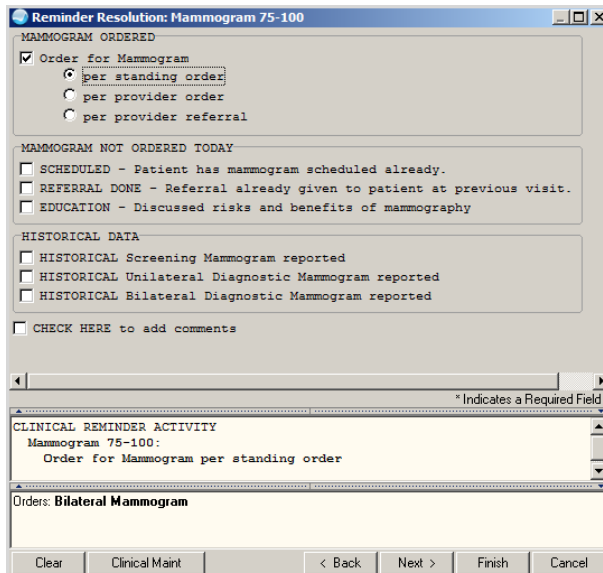 Reminder Resolution: Mammogram 75-100
MAMMOGRAM ORDERED
Order for Mammogram
per standing order
per provider order
per provider referral
MAMMOGRAM NOT ORDERED TODAY
SCHEDULED - Patient has mammogram scheduled already.
REFERRAL DONE - Referral already given to patient at previous visit.
EDUCATION - Discussed risks and benefits of mammography
HISTORICAL DATA
HISTORICAL Screening Mammogram reported
HISTORICAL Unilateral Diagnostic Mammogram reported
HISTORICAL Bilateral Diagnostic Mammogram reported
CHECK HERE to add comments
* Indicates a Required Field
CLINICAL REMINDER ACTIVITY
Mammogram 75-100:
Order for Mammogram per standing order
Orders: Bilateral Mammogram
Clear Clinical Maint < Back Next > Finish Cancel